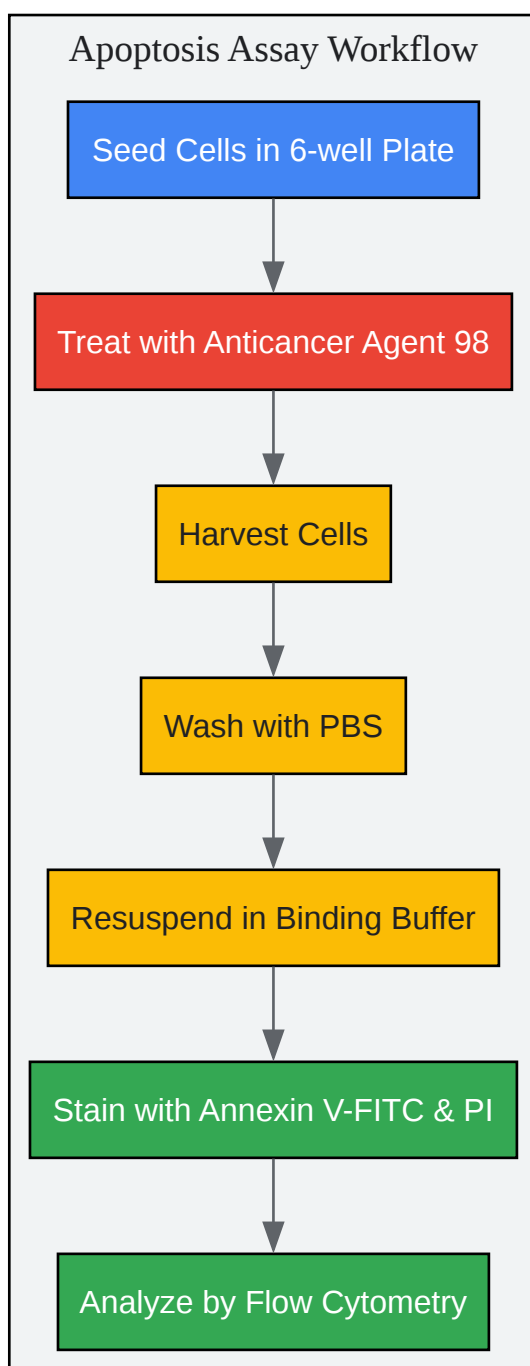 Apoptosis Assay Workflow
Seed Cells in 6-well Plate
Treat with Anticancer Agent 98
Harvest Cells
Wash with PBS
Resuspend in Binding Buffer
Stain with Annexin V-FITC & PI
Analyze by Flow Cytometry